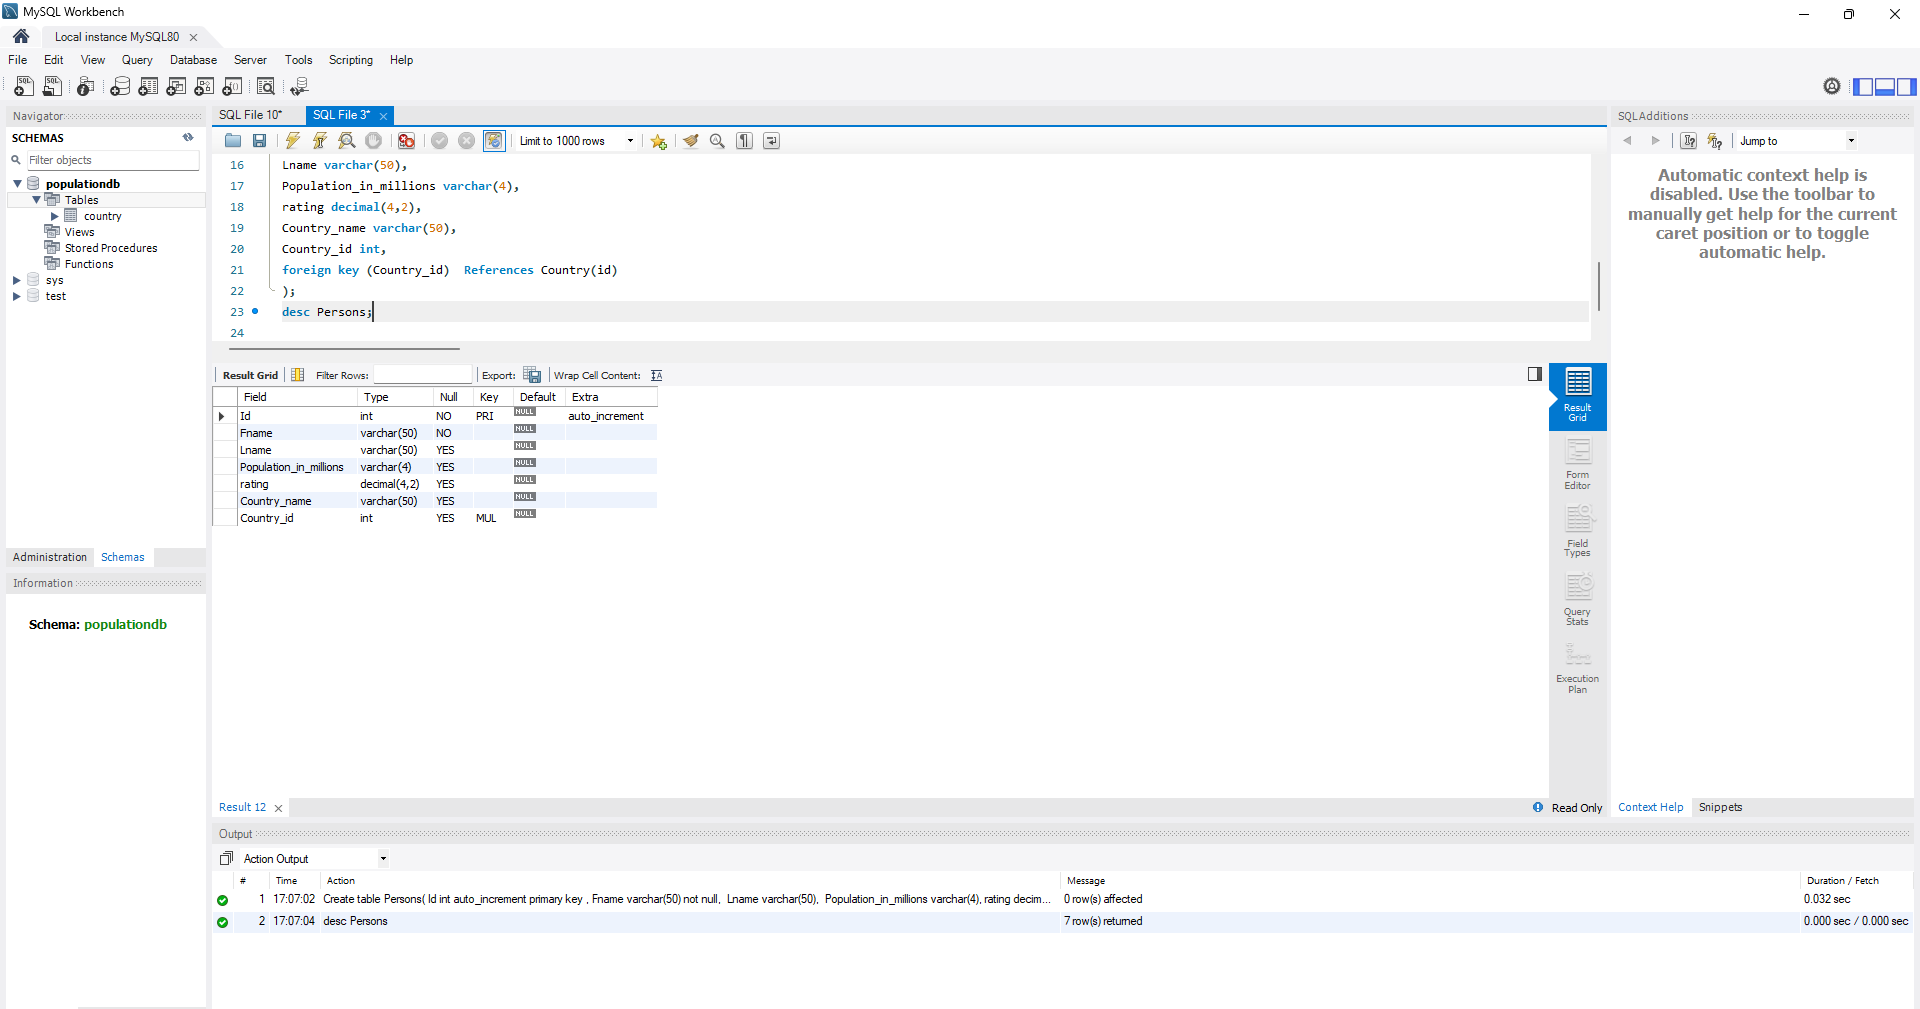 MySQL Workbench
Local instance MySQL80
File Edit View Query Database Server Tools Scripting Help
Navigator
SCHEMAS
Filter objects
populationdb
Tables
country
Views
Stored Procedures
Functions
sys
test
Administration Schemas
Information
Schema: populationdb
SQL File 10* SQL File 3*
Limit to 1000 rows
16 Lname varchar(50),
17 Population_in_millions varchar(4),
18 rating decimal(4,2),
19 Country_name varchar(50),
20 Country_id int,
21 foreign key (Country_id)  References Country(id)
22 );
23 desc Persons;
24
Result Grid Filter Rows: Export: Wrap Cell Content:
Field Type Null Key Default Extra
Id int NO PRI NULL auto_increment
Fname varchar(50) NO NULL
Lname varchar(50) YES NULL
Population_in_millions varchar(4) YES NULL
rating decimal(4,2) YES NULL
Country_name varchar(50) YES NULL
Country_id int YES MUL NULL
Result
Grid
Form
Editor
Field
Types
Query
Stats
Execution
Plan
Result 12
Read Only
Output
Action Output
# Time Action Message Duration / Fetch
1 17:07:02 Create table Persons( Id int auto_increment primary key , Fname varchar(50) not null,  Lname varchar(50),  Population_in_millions varchar(4), rating decim... 0 row(s) affected 0.032 sec
2 17:07:04 desc Persons 7 row(s) returned 0.000 sec / 0.000 sec
SQLAdditions
Jump to
Automatic context help is
disabled. Use the toolbar to
manually get help for the current
caret position or to toggle
automatic help.
Context Help Snippets